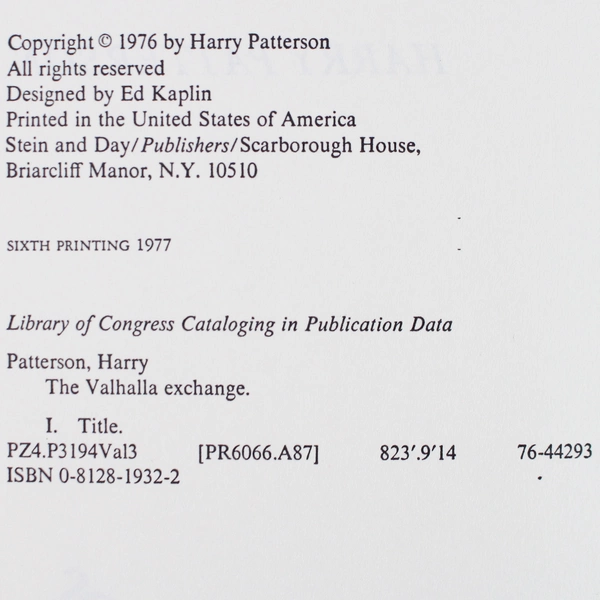 Copyright © 1976 by Harry Patterson
All rights reserved
Designed by Ed Kaplin
Printed in the United States of America
Stein and Day/Publishers/Scarborough House,
Briarcliff Manor, N.Y. 10510
SIXTH PRINTING 1977
Library of Congress Cataloging in Publication Data
Patterson, Harry
The Valhalla exchange.
I. Title.
PZ4.P3194Val3 [PR6066.A87] 823'.9'14 76-44293
ISBN 0-8128-1932-2